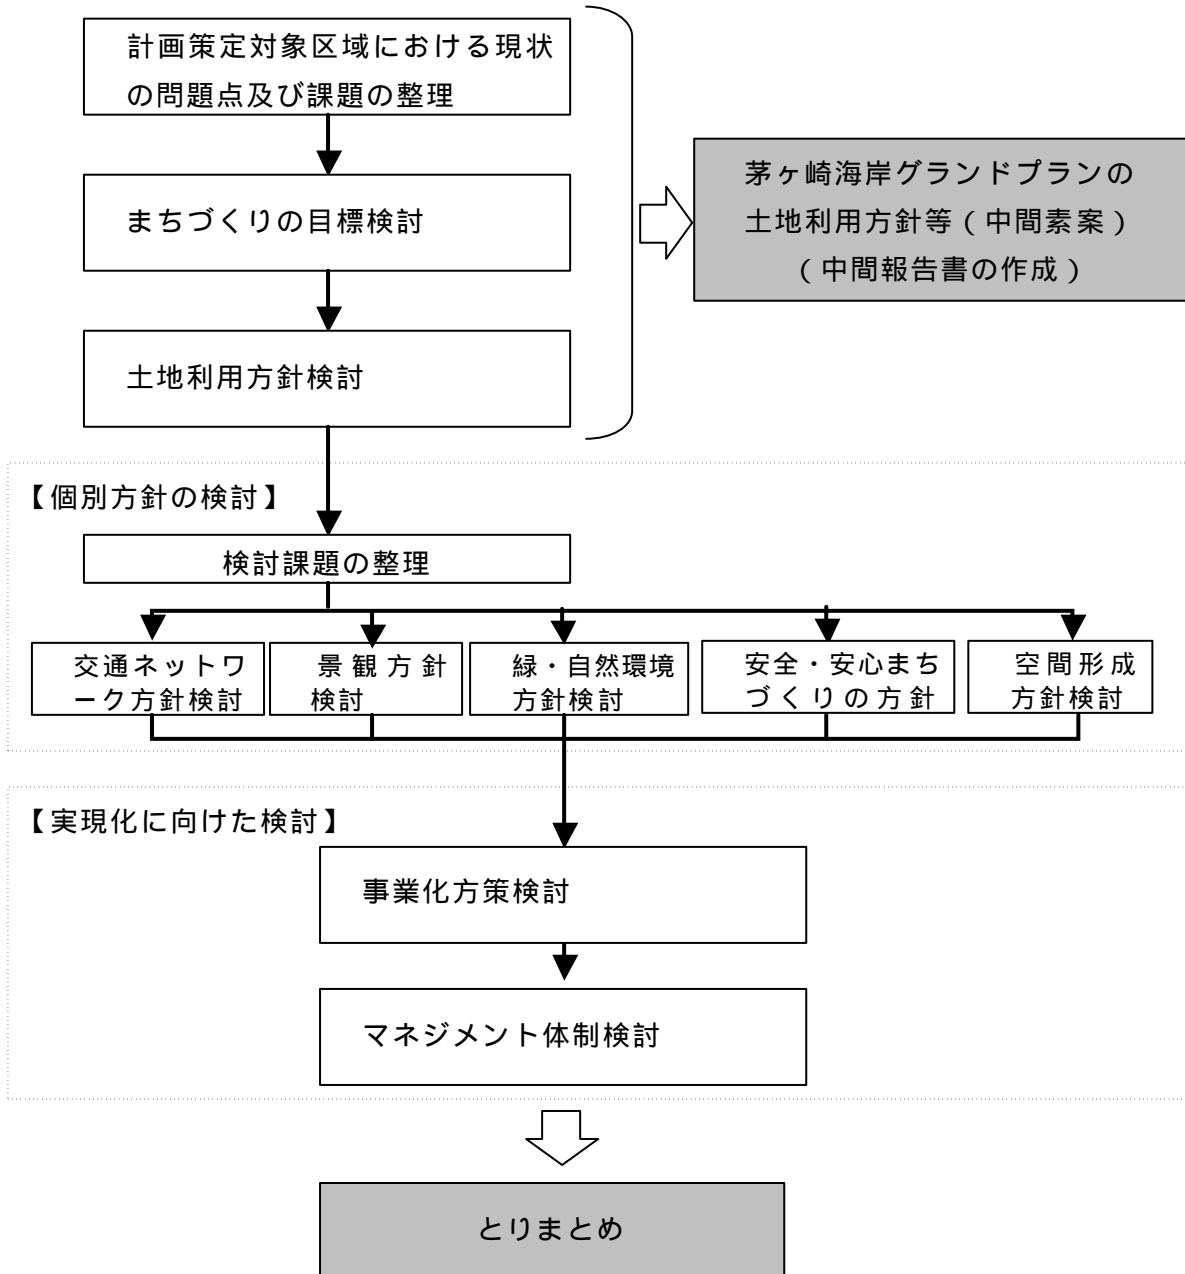 計画策定対象区域における現状
の問題点及び課題の整理
まちづくりの目標検討
土地利用方針検討
茅ヶ崎海岸グランドプランの
土地利用方針等(中間素案)
(中間報告書の作成)
【個別方針の検討】
検討課題の整理
交通ネットワ
ーク方針検討
景観方針
検討
緑・自然環境
方針検討
安全・安心まち
づくりの方針
空間形成
方針検討
【実現化に向けた検討】
事業化方策検討
マネジメント体制検討
とりまとめ